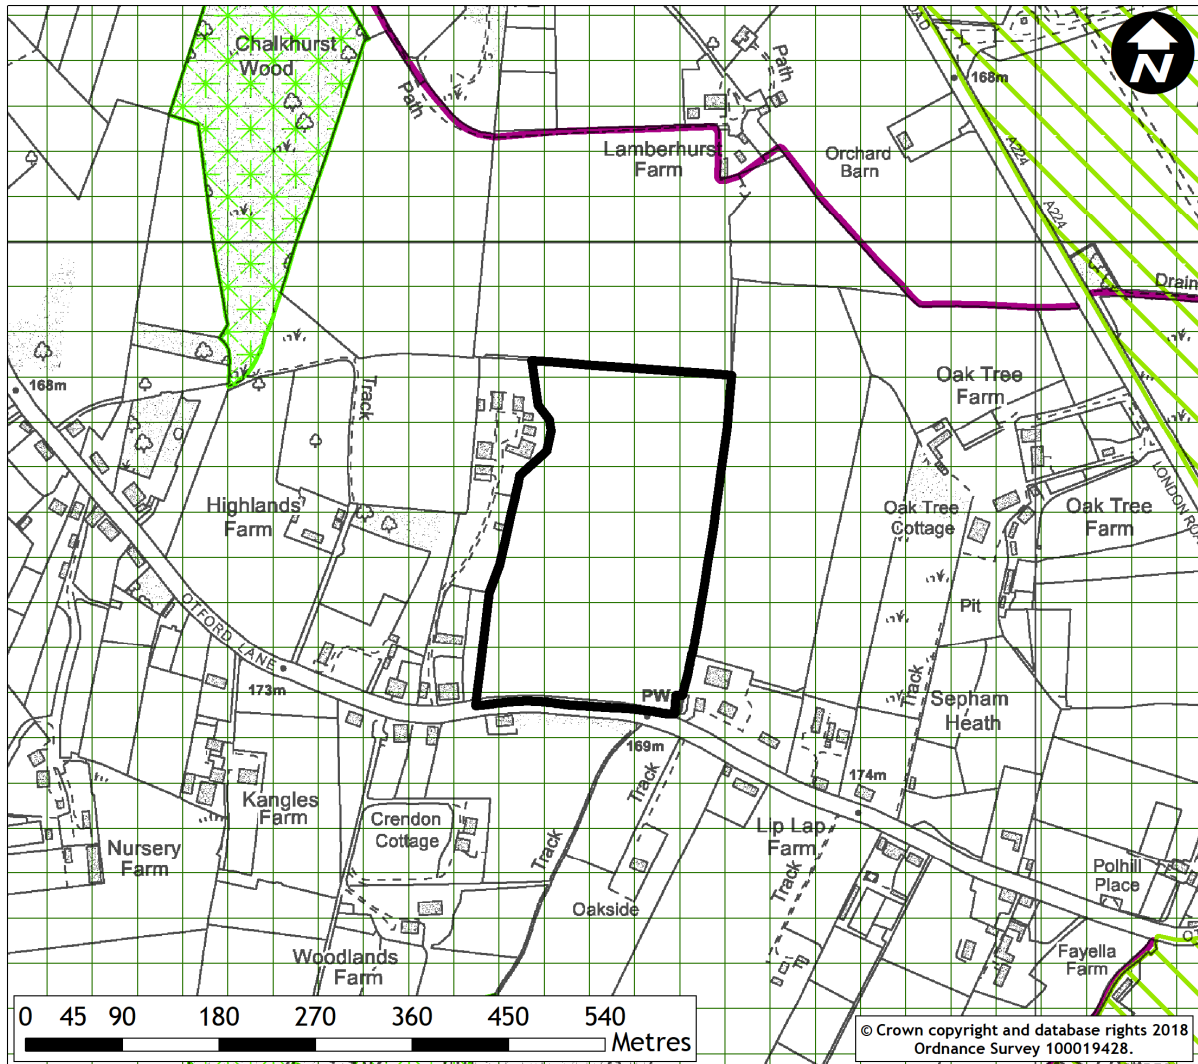 Chalkhurst
Wood
Path
Path
ROAD
N
168m
A224
Lamberhurst
Farm
Orchard
Barn
A224
Drain
168m
Track
Oak Tree
Farm
LONDON ROA
Highlands
Farm
Oak Tree
Cottage
Oak Tree
Farm
Pit
OTFORD LANE
173m
PW
Track
Sepham
Heath
169m
Track
174m
Kangles
Farm
Crendon
Cottage
Track
Lip Lap
Farm
Nursery
Farm
Track
Polhill
Place
Oakside
Woodlands
Farm
Fayella
Farm
0 45 90 180 270 360 450 540
Metres
© Crown copyright and database rights 2018
Ordnance Survey 100019428.